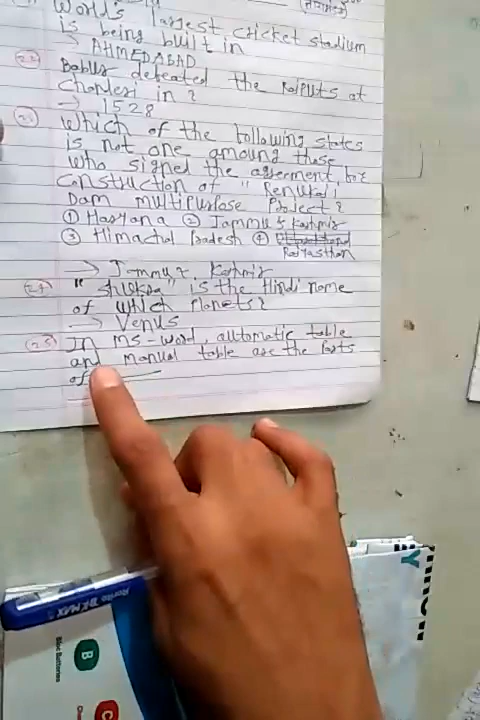 World's largest cricket stadium
is being built in
→ AHMEDABAD
Babur defeated the Rajputs at
Chanderi in ?
→ 1528
Which of the following states
is not one among those
who signed the agreement for
Construction of "Renukaji
Dam multipurpose Project ?
① Haryana ② Jammu & Kashmir
③ Himachal Pradesh ④
Rajasthan
→ Jammu & Kashmir
24 "Shukra" is the Hindi name
of which Planets?
→ Venus
25 In MS-Word, automatic table
and manual table are the Parts
of
B
C